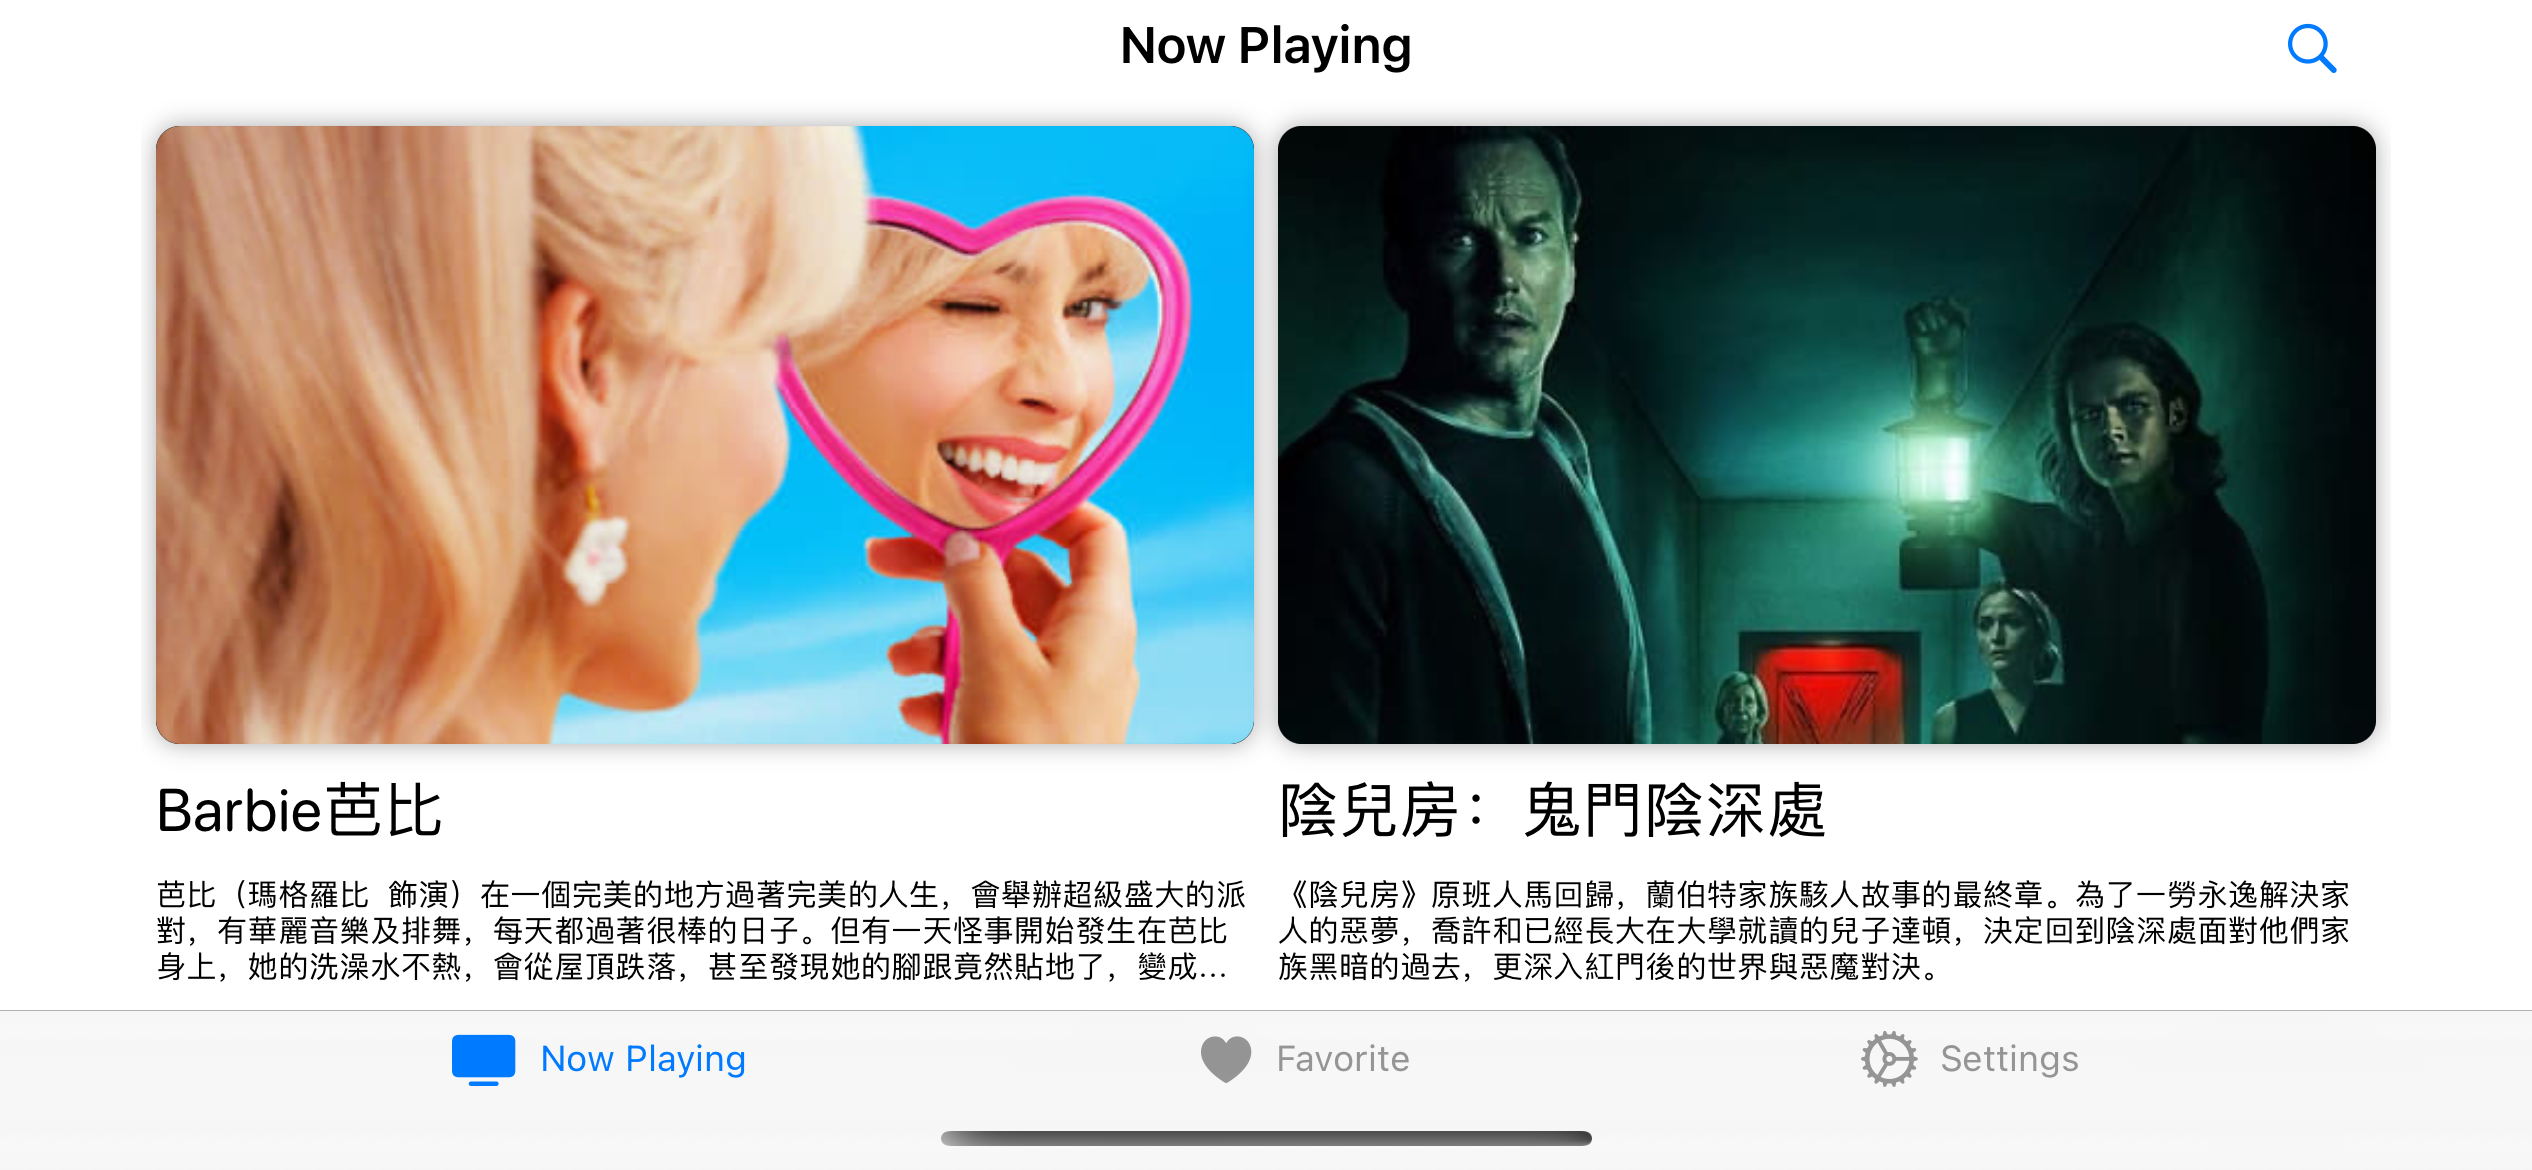 Now Playing
Barbie芭比
芭比（瑪格羅比 飾演）在一個完美的地方過著完美的人生，會舉辦超級盛大的派
對，有華麗音樂及排舞，每天都過著很棒的日子。但有一天怪事開始發生在芭比
身上，她的洗澡水不熱，會從屋頂跌落，甚至發現她的腳跟竟然貼地了，變成...
陰兒房：鬼門陰深處
《陰兒房》原班人馬回歸，蘭伯特家族駭人故事的最終章。為了一勞永逸解決家
人的惡夢，喬許和已經長大在大學就讀的兒子達頓，決定回到陰深處面對他們家
族黑暗的過去，更深入紅門後的世界與惡魔對決。
Now Playing
Favorite
Settings